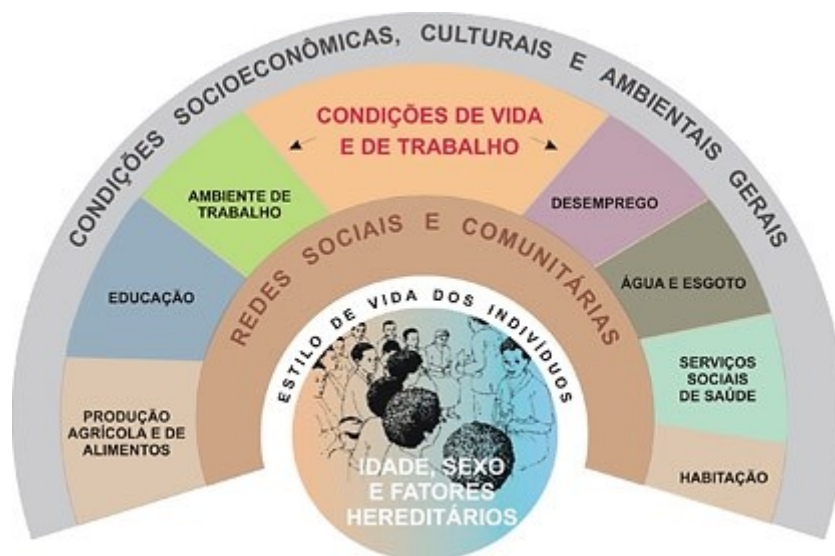 CONDIÇÕES SOCIOECONÔMICAS, CULTURAIS E AMBIENTAIS GERAIS
CONDIÇÕES DE VIDA
E DE TRABALHO
AMBIENTE DE
TRABALHO
DESEMPREGO
EDUCAÇÃO
ÁGUA E ESGOTO
PRODUÇÃO
AGRÍCOLA E DE
ALIMENTOS
SERVIÇOS
SOCIAIS
DE SAÚDE
HABITAÇÃO
REDES SOCIAIS E COMUNITÁRIAS
ESTILO DE VIDA DOS INDIVÍDUOS
IDADE, SEXO
E FATORES
HEREDITÁRIOS